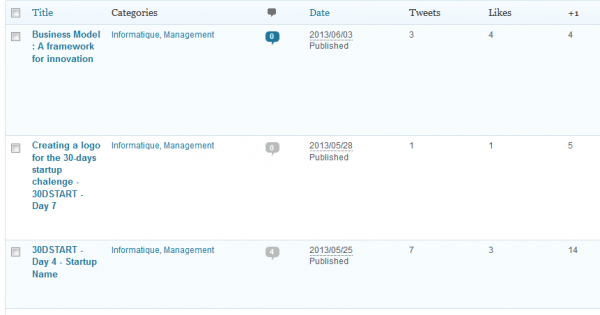 Title Categories Date Tweets Likes +1
Business Model Informatique, Management 0 2013/06/03 3 4 4
: A framework Published
for innovation
Creating a logo Informatique, Management 0 2013/05/28 1 1 5
for the 30-days Published
startup
chalenge -
30DSTART -
Day 7
30DSTART - Informatique, Management 4 2013/05/25 7 3 14
Day 4 - Startup Published
Name